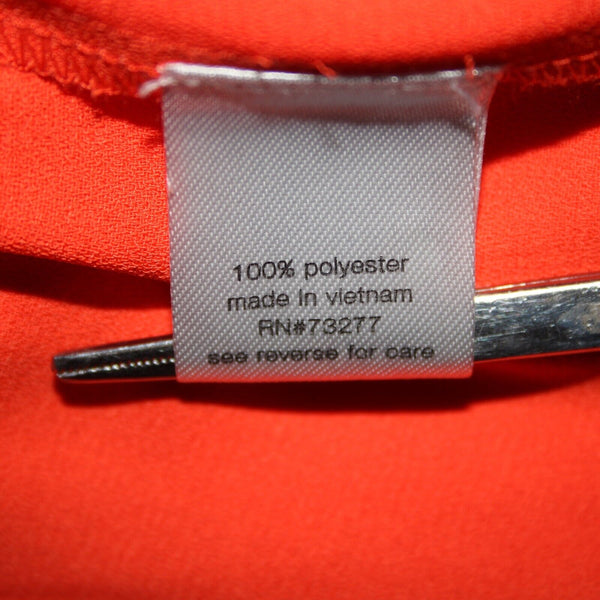 100% polyester
made in vietnam
RN#73277
see reverse for care